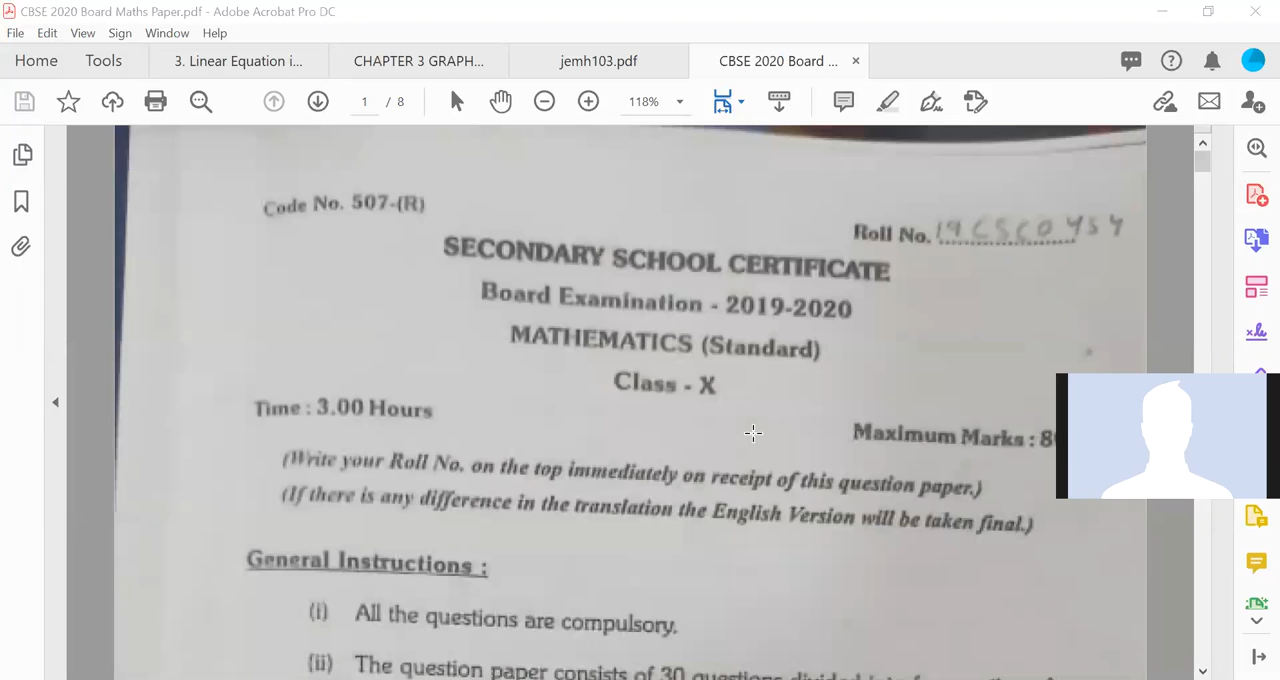 CBSE 2020 Board Maths Paper.pdf - Adobe Acrobat Pro DC
File Edit View Sign Window Help
Home Tools 3. Linear Equation i... CHAPTER 3 GRAPH... jemh103.pdf CBSE 2020 Board ... ×
1 / 8 118%
Code No. 507-(R)
Roll No. 19CSC0454
SECONDARY SCHOOL CERTIFICATE
Board Examination - 2019-2020
MATHEMATICS (Standard)
Class - X
Time : 3.00 Hours
Maximum Marks : 8
(Write your Roll No. on the top immediately on receipt of this question paper.)
(If there is any difference in the translation the English Version will be taken final.)
General Instructions :
(i) All the questions are compulsory.
(ii) The question paper consists of 30 questions divided into four